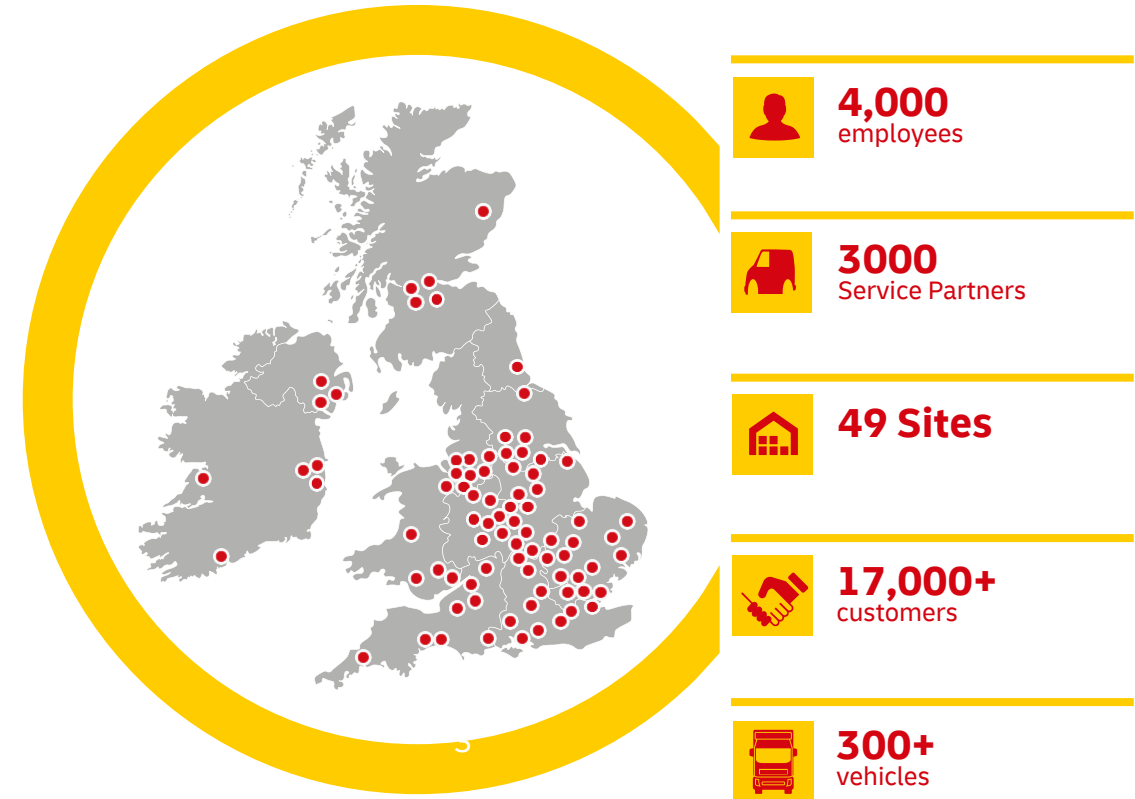 4,000
employees
3000
Service Partners
49 Sites
17,000+
customers
300+
vehicles